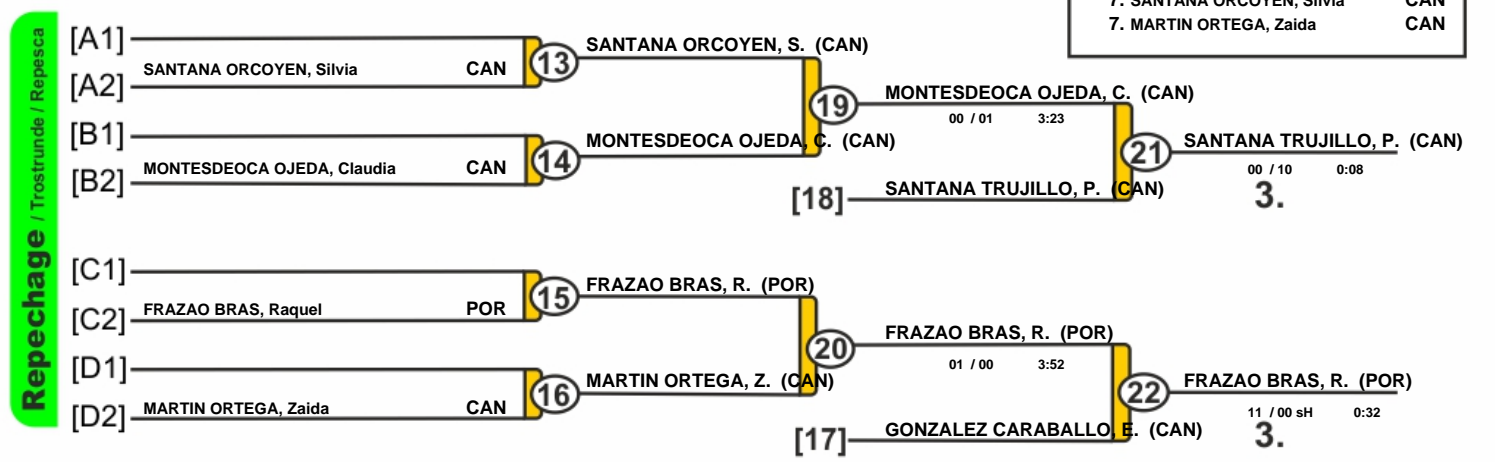 7. SANTANA ORCOYEN, Silvia CAN
7. MARTIN ORTEGA, Zaida CAN
Repechage / Trostrunde / Repesca
[A1]
SANTANA ORCOYEN, Silvia CAN
[A2]
13
SANTANA ORCOYEN, S. (CAN)
[B1]
MONTESDEOCA OJEDA, Claudia CAN
[B2]
14
MONTESDEOCA OJEDA, C. (CAN)
19
MONTESDEOCA OJEDA, C. (CAN)
00 / 01 3:23
[18]
SANTANA TRUJILLO, P. (CAN)
21
SANTANA TRUJILLO, P. (CAN)
00 / 10 0:08
3.
[C1]
FRAZAO BRAS, Raquel POR
[C2]
15
FRAZAO BRAS, R. (POR)
[D1]
MARTIN ORTEGA, Zaida CAN
[D2]
16
MARTIN ORTEGA, Z. (CAN)
20
FRAZAO BRAS, R. (POR)
01 / 00 3:52
[17]
GONZALEZ CARABALLO, E. (CAN)
22
FRAZAO BRAS, R. (POR)
11 / 00 sH 0:32
3.